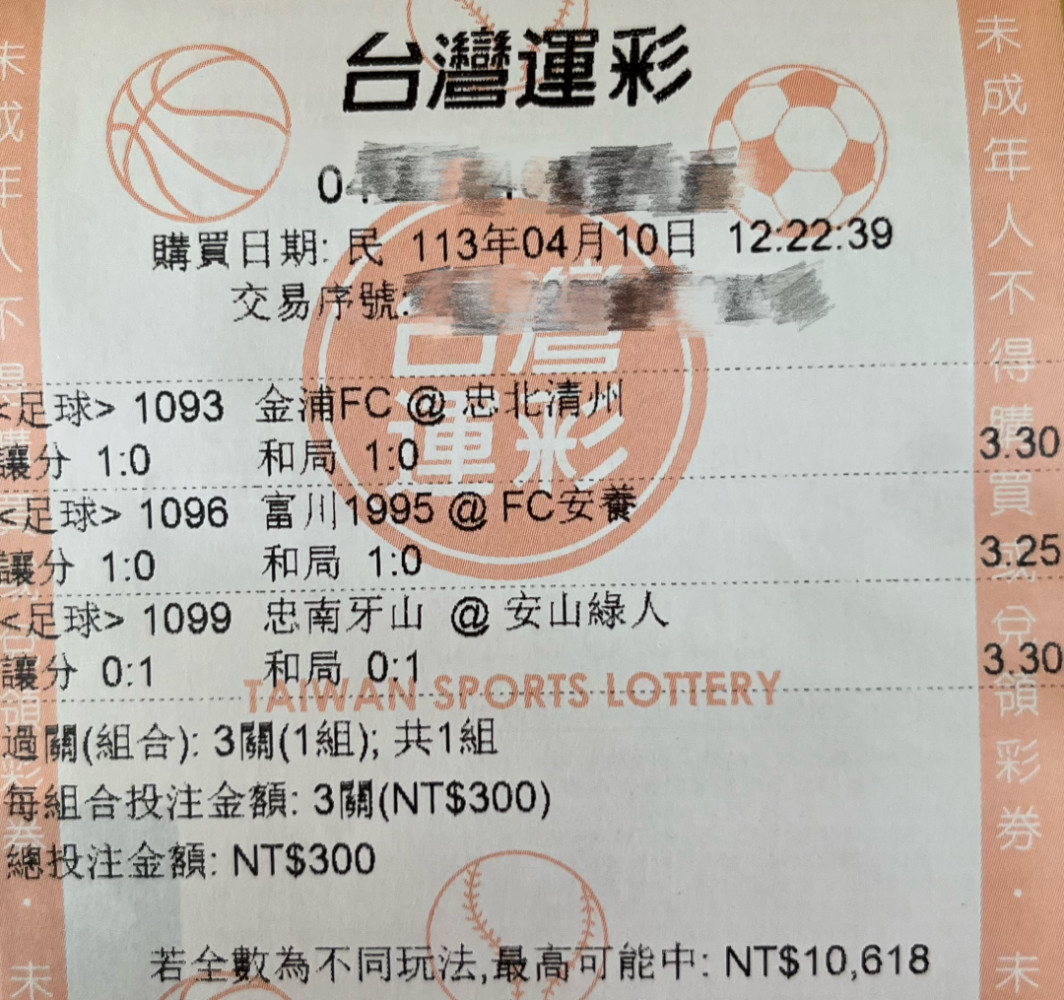 台灣運彩
購買日期: 民 113年04月10日 12:22:39
交易序號:
台灣
運彩
<足球> 1093 金浦FC @ 忠北清州
讓分 1:0 和局 1:0 3.30
<足球> 1096 富川1995 @ FC安養
讓分 1:0 和局 1:0 3.25
<足球> 1099 忠南牙山 @ 安山綠人
讓分 0:1 和局 0:1 3.30
TAIWAN SPORTS LOTTERY
過關(組合): 3關(1組); 共1組
每組合投注金額: 3關(NT$300)
總投注金額: NT$300
若全數為不同玩法,最高可能中: NT$10,618
未成年人不得購買或兌領彩券・未